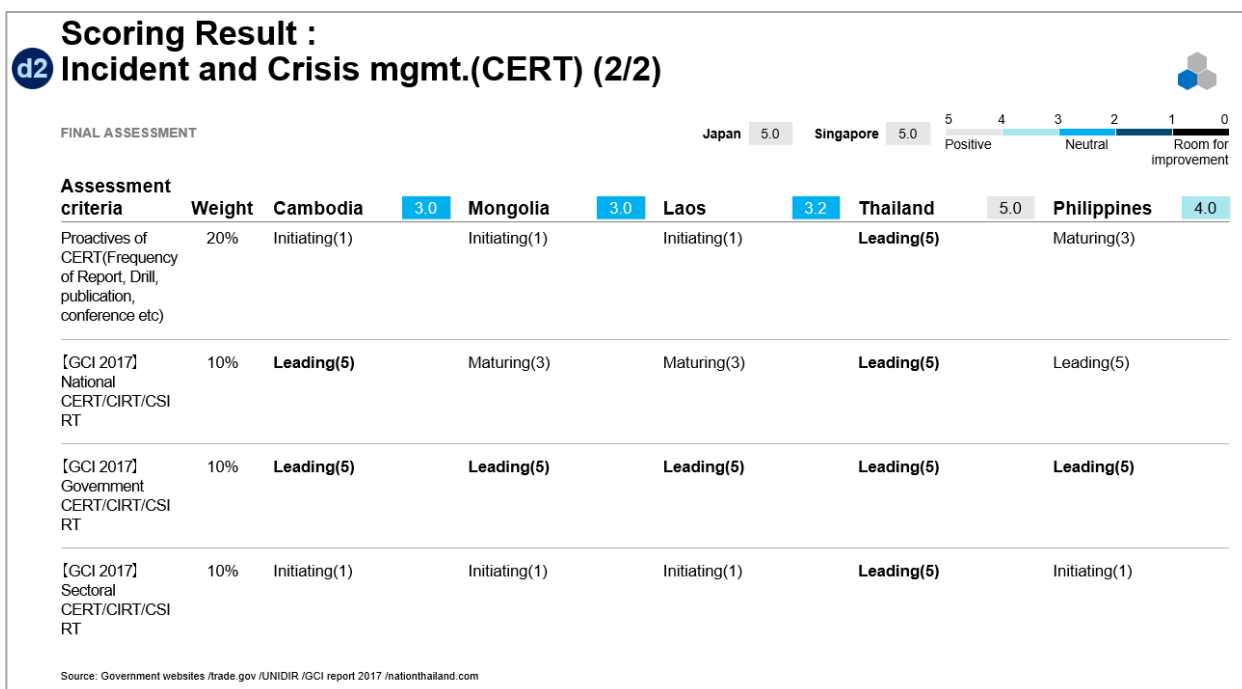 Scoring Result :
d2 Incident and Crisis mgmt.(CERT) (2/2)
FINAL ASSESSMENT
Japan 5.0 Singapore 5.0
5 4 3 2 1 0
Positive Neutral Room for
improvement
Assessment
criteria Weight Cambodia 3.0 Mongolia 3.0 Laos 3.2 Thailand 5.0 Philippines 4.0
Proactives of 20% Initiating(1) Initiating(1) Initiating(1) Leading(5) Maturing(3)
CERT(Frequency
of Report, Drill,
publication,
conference etc)
【GCI 2017】 10% Leading(5) Maturing(3) Maturing(3) Leading(5) Leading(5)
National
CERT/CIRT/CSI
RT
【GCI 2017】 10% Leading(5) Leading(5) Leading(5) Leading(5) Leading(5)
Government
CERT/CIRT/CSI
RT
【GCI 2017】 10% Initiating(1) Initiating(1) Initiating(1) Leading(5) Initiating(1)
Sectoral
CERT/CIRT/CSI
RT
Source: Government websites /trade.gov /UNIDIR /GCI report 2017 /nationthailand.com